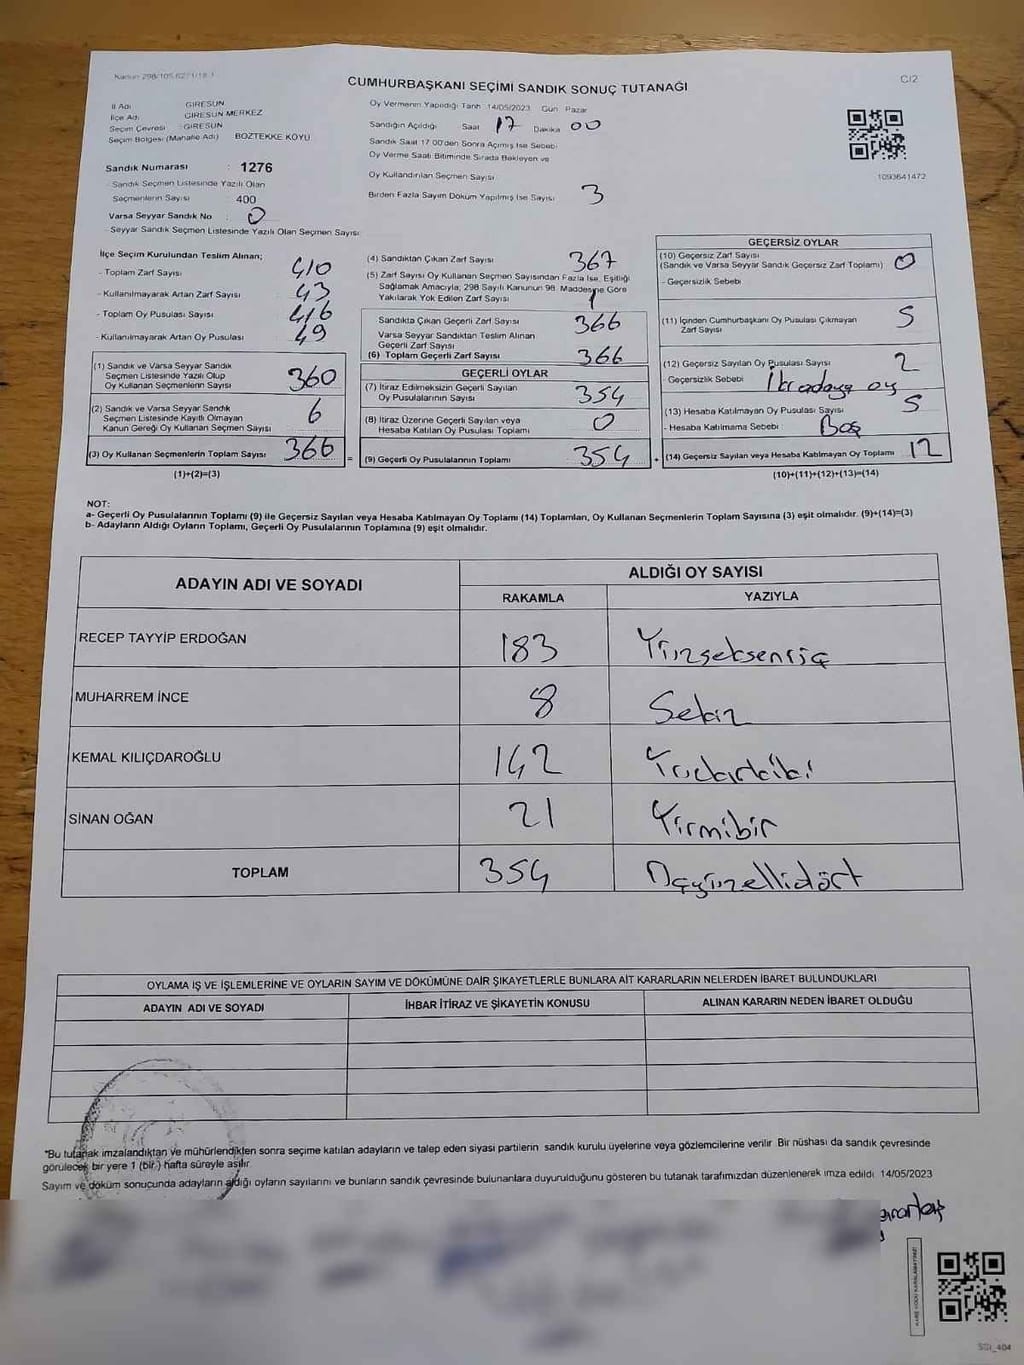 Kanun 298/105,6271/18-1
CUMHURBAŞKANI SEÇİMİ SANDIK SONUÇ TUTANAĞI
C/2
İl Adı : GİRESUN
İlçe Adı : GİRESUN MERKEZ
Seçim Çevresi : GİRESUN
Seçim Bölgesi (Mahalle Adı) BOZTEKKE KÖYÜ
Sandık Numarası : 1276
- Sandık Seçmen Listesinde Yazılı Olan
Seçmenlerin Sayısı : 400
Varsa Seyyar Sandık No : 0
- Seyyar Sandık Seçmen Listesinde Yazılı Olan Seçmen Sayısı:
Oy Vermenin Yapıldığı Tarih 14/05/2023 Gün Pazar
Sandığın Açıldığı Saat 17 Dakika 00
Sandık Saat 17.00'den Sonra Açılmış İse Sebebi
Oy Verme Saati Bitiminde Sırada Bekleyen ve
Oy Kullandırılan Seçmen Sayısı
Birden Fazla Sayım Döküm Yapılmış İse Sayısı 3
1093641472
İlçe Seçim Kurulundan Teslim Alınan;
- Toplam Zarf Sayısı 410
- Kullanılmayarak Artan Zarf Sayısı 43
- Toplam Oy Pusulası Sayısı 416
- Kullanılmayarak Artan Oy Pusulası 49
(1) Sandık ve Varsa Seyyar Sandık
Seçmen Listesinde Yazılı Olup
Oy Kullanan Seçmenlerin Sayısı 360
(2) Sandık ve Varsa Seyyar Sandık
Seçmen Listesinde Kayıtlı Olmayan
Kanun Gereği Oy Kullanan Seçmen Sayısı 6
(3) Oy Kullanan Seçmenlerin Toplam Sayısı 366 =
(1)+(2)=(3)
(4) Sandıktan Çıkan Zarf Sayısı 367
(5) Zarf Sayısı Oy Kullanan Seçmen Sayısından Fazla İse, Eşitliği
Sağlamak Amacıyla, 298 Sayılı Kanunun 98. Maddesine Göre
Yakılarak Yok Edilen Zarf Sayısı 1
Sandıkta Çıkan Geçerli Zarf Sayısı 366
Varsa Seyyar Sandıktan Teslim Alınan
Geçerli Zarf Sayısı
(6) Toplam Geçerli Zarf Sayısı 366
GEÇERLİ OYLAR
(7) İtiraz Edilmeksizin Geçerli Sayılan
Oy Pusulalarının Sayısı 354
(8) İtiraz Üzerine Geçerli Sayılan veya
Hesaba Katılan Oy Pusulası Toplamı 0
(9) Geçerli Oy Pusulalarının Toplamı 354 +
GEÇERSİZ OYLAR
(10) Geçersiz Zarf Sayısı
(Sandık ve Varsa Seyyar Sandık Geçersiz Zarf Toplamı) 0
- Geçersizlik Sebebi
(11) İçinden Cumhurbaşkanı Oy Pusulası Çıkmayan
Zarf Sayısı 5
(12) Geçersiz Sayılan Oy Pusulası Sayısı 2
- Geçersizlik Sebebi : İki adaya oy
(13) Hesaba Katılmayan Oy Pusulası Sayısı 5
- Hesaba Katılmama Sebebi : Boş
(14) Geçersiz Sayılan veya Hesaba Katılmayan Oy Toplamı 12
(10)+(11)+(12)+(13)=(14)
NOT:
a- Geçerli Oy Pusulalarının Toplamı (9) ile Geçersiz Sayılan veya Hesaba Katılmayan Oy Toplamı (14) Toplamları, Oy Kullanan Seçmenlerin Toplam Sayısına (3) eşit olmalıdır. (9)+(14)=(3)
b- Adayların Aldığı Oyların Toplamı, Geçerli Oy Pusulalarının Toplamına (9) eşit olmalıdır.
ADAYIN ADI VE SOYADI
ALDIĞI OY SAYISI
RAKAMLA YAZIYLA
RECEP TAYYİP ERDOĞAN 183 Yüzseksenüç
MUHARREM İNCE 8 Sekiz
KEMAL KILIÇDAROĞLU 142 Yüzkırkiki
SİNAN OĞAN 21 Yirmibir
TOPLAM 354 Üçyüzellidört
OYLAMA İŞ VE İŞLEMLERİNE VE OYLARIN SAYIM VE DÖKÜMÜNE DAİR ŞİKAYETLERLE BUNLARA AİT KARARLARIN NELERDEN İBARET BULUNDUKLARI
ADAYIN ADI VE SOYADI İHBAR İTİRAZ VE ŞİKAYETİN KONUSU ALINAN KARARIN NEDEN İBARET OLDUĞU
*Bu tutanak imzalandıktan ve mühürlendikten sonra seçime katılan adayların ve talep eden siyasi partilerin sandık kurulu üyelerine veya gözlemcilerine verilir. Bir nüshası da sandık çevresinde
görülecek bir yere 1 (bir) hafta süreyle asılır.
Sayım ve döküm sonucunda adayların aldığı oyların sayılarını ve bunların sandık çevresinde bulunanlara duyurulduğunu gösteren bu tutanak tarafımızdan düzenlenerek imza edildi. 14/05/2023